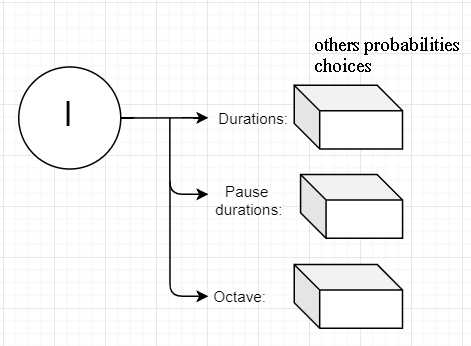 others probabilities
choices
I
Durations:
Pause
durations:
Octave: